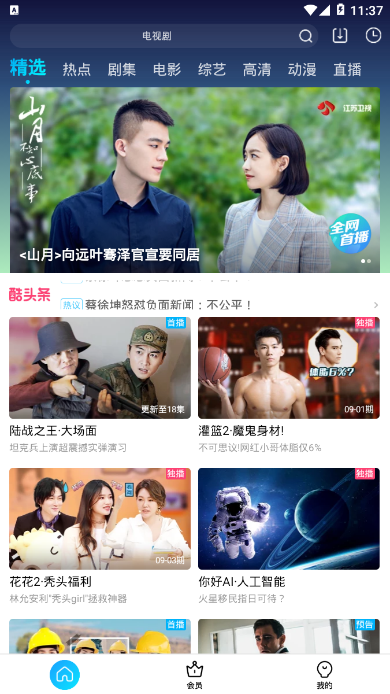 A
11:37
电视剧
精选 热点 剧集 电影 综艺 高清 动漫 直播
山月
不知
心底事
江苏卫视
全网
首播
<山月>向远叶骞泽官宣要同居
酷头条
热议 蔡徐坤怒怼负面新闻：不公平！
首播
更新至18集
独播
体脂6%?
09-01期
陆战之王·大场面
坦克兵上演超震撼实弹演习
灌篮2·魔鬼身材!
不可思议!网红小哥体脂仅6%
独播
09-03期
独播
花花2·秃头福利
林允安利"秃头girl"拯救神器
你好AI·人工智能
火星移民指日可待？
首播
预告
会员
我的